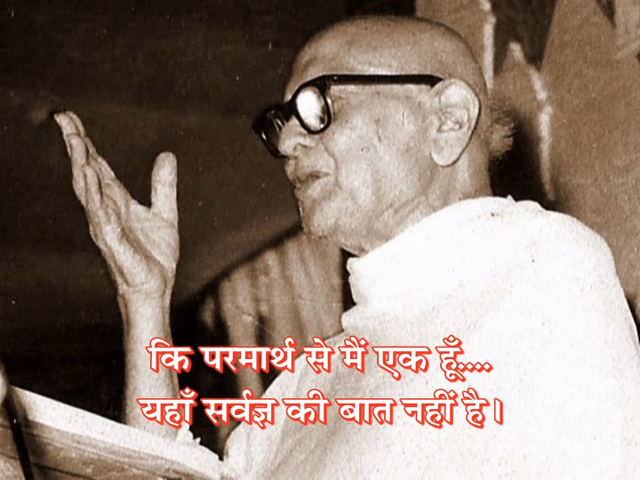 कि परमार्थ से मैं एक हूँ....
यहाँ सर्वज्ञ की बात नहीं है।